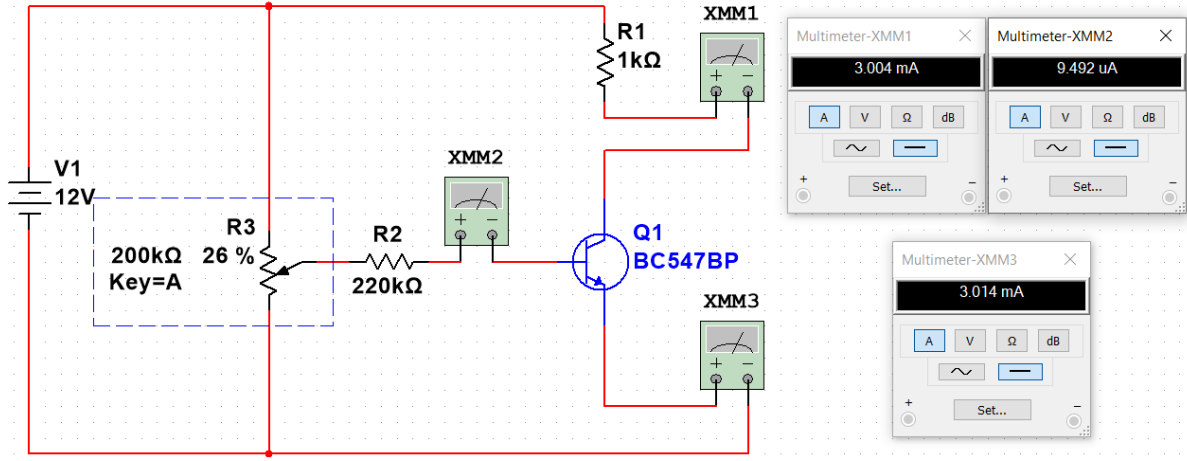 XMM1
R1
1kΩ
+ −
V1
12V
XMM2
+ −
R3
200kΩ
26 %
Key=A
R2
220kΩ
Q1
BC547BP
XMM3
+ −
Multimeter-XMM1
3.004 mA
A V Ω dB
+ Set... −
Multimeter-XMM2
9.492 uA
A V Ω dB
+ Set... −
Multimeter-XMM3
3.014 mA
A V Ω dB
+ Set... −